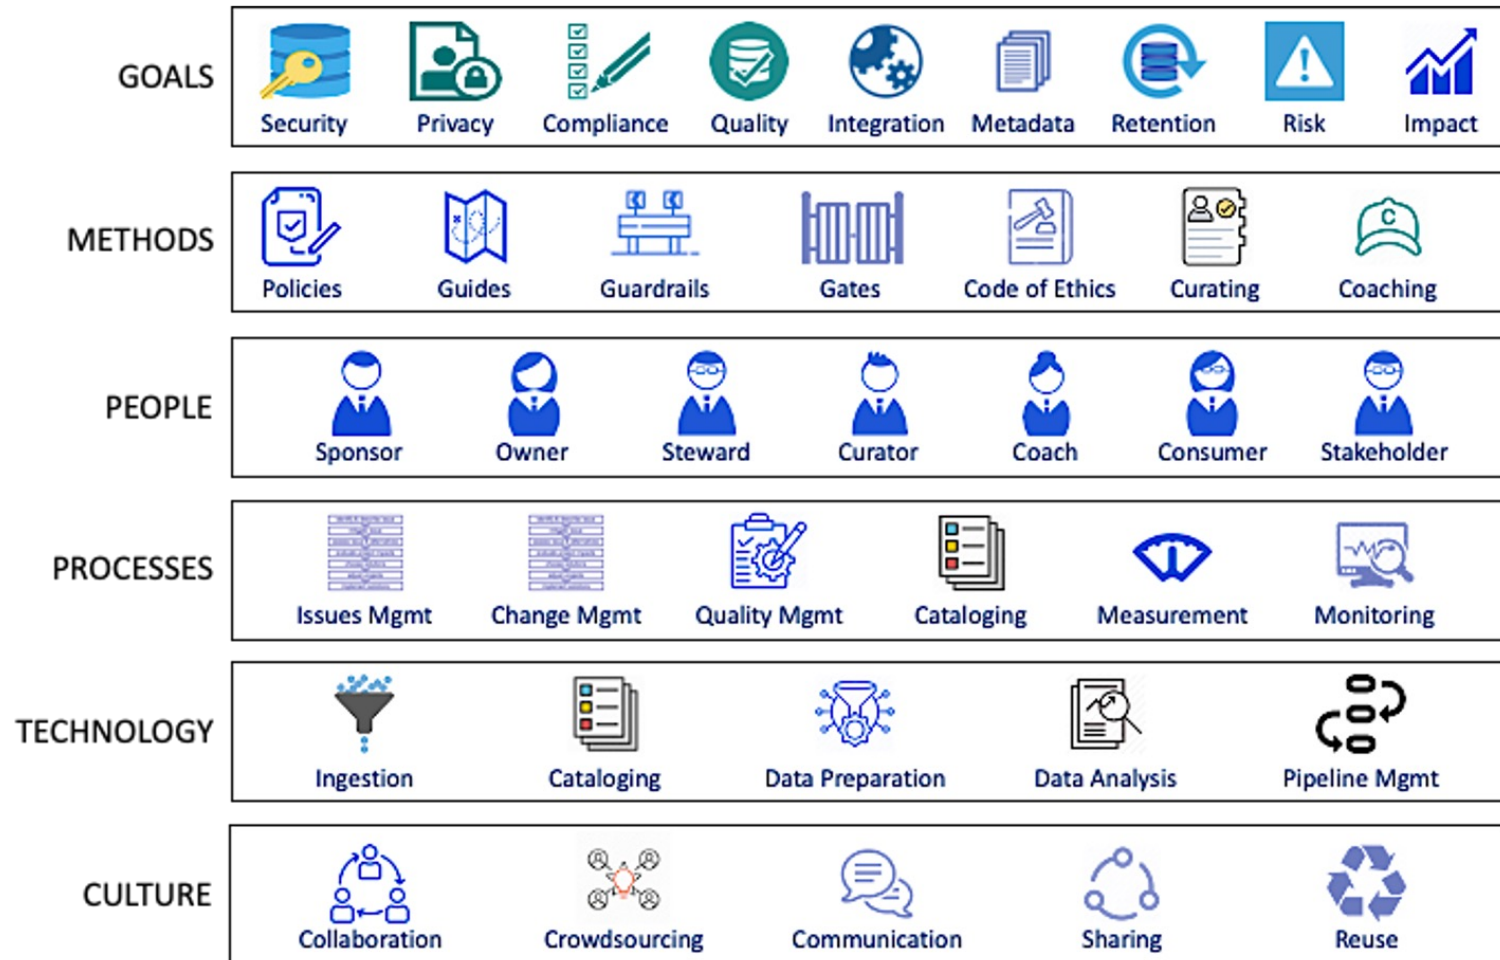 GOALS
Security Privacy Compliance Quality Integration Metadata Retention Risk Impact
METHODS
C
Policies Guides Guardrails Gates Code of Ethics Curating Coaching
PEOPLE
Sponsor Owner Steward Curator Coach Consumer Stakeholder
PROCESSES
Issues Mgmt Change Mgmt Quality Mgmt Cataloging Measurement Monitoring
TECHNOLOGY
Ingestion Cataloging Data Preparation Data Analysis Pipeline Mgmt
CULTURE
Collaboration Crowdsourcing Communication Sharing Reuse